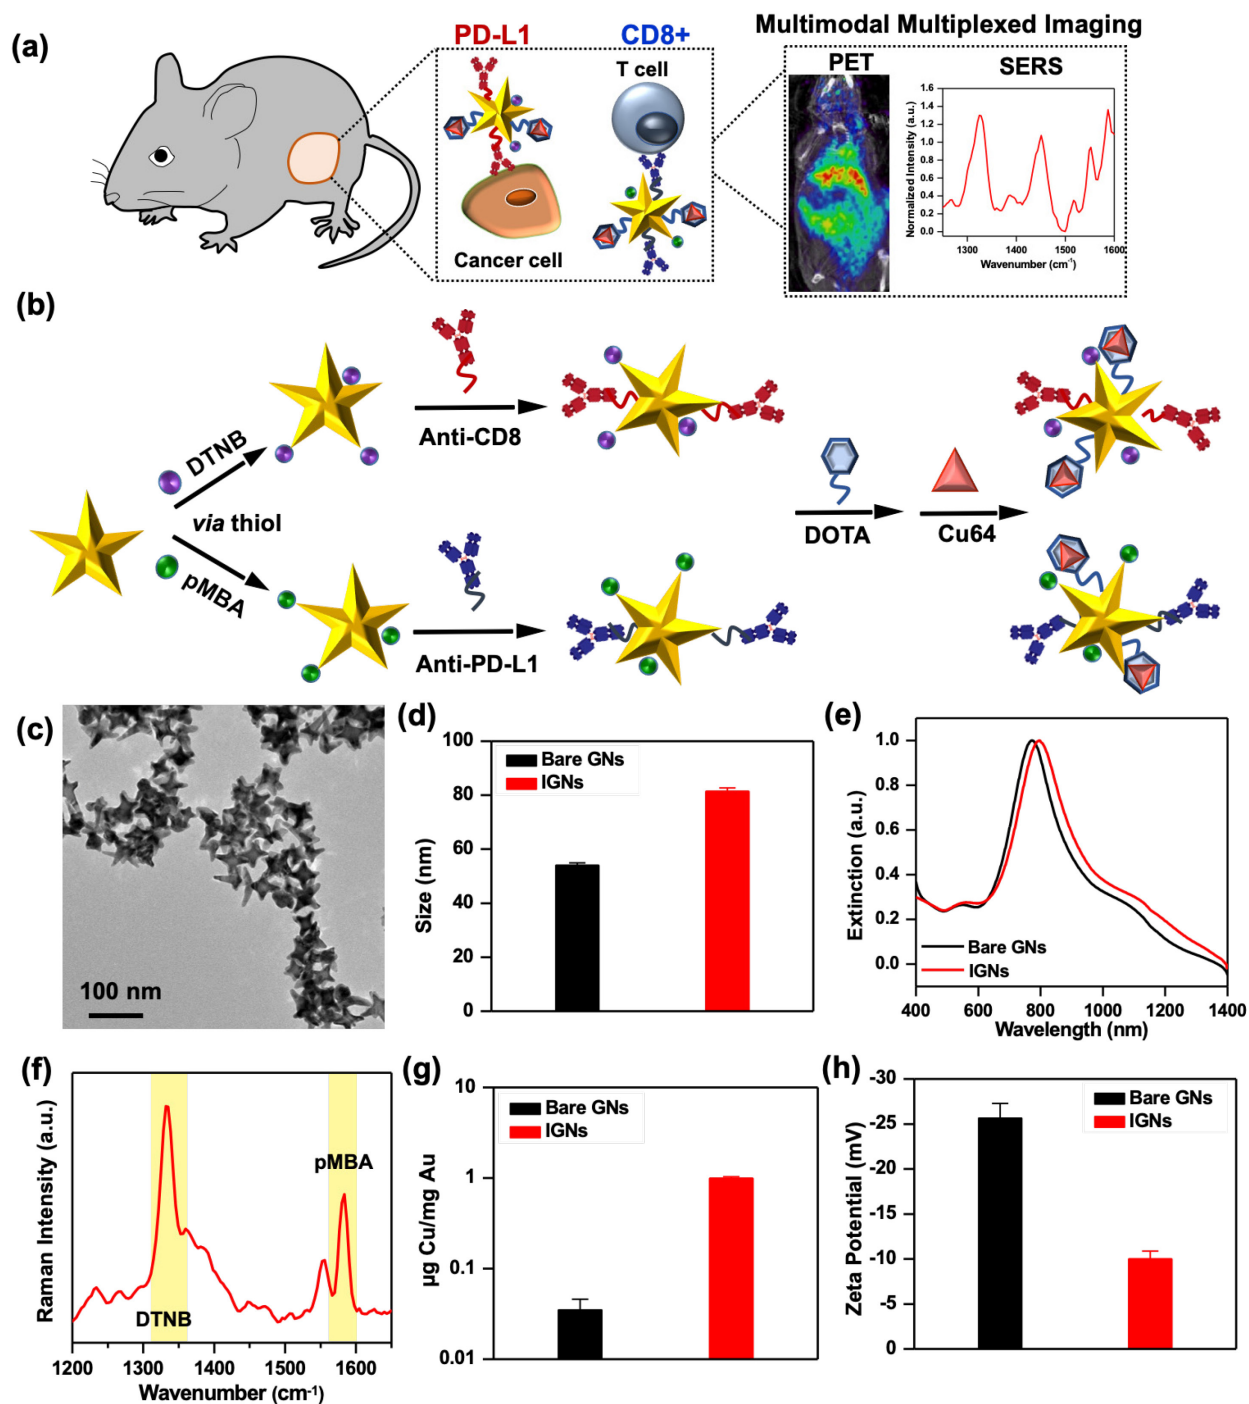 (a)
PD-L1
CD8+
T cell
Cancer cell
Multimodal Multiplexed Imaging
PET
SERS
Normalized Intensity (a.u.)
1.6
1.4
1.2
1.0
0.8
0.6
0.4
0.2
0.0
1300
1400
1500
1600
Wavenumber (cm⁻¹)
(b)
DTNB
via thiol
pMBA
Anti-CD8
Anti-PD-L1
DOTA
Cu64
(c)
100 nm
(d)
Size (nm)
100
80
60
40
20
0
Bare GNs
IGNs
(e)
Extinction (a.u.)
1.0
0.8
0.6
0.4
0.2
0.0
Bare GNs
IGNs
400
600
800
1000
1200
1400
Wavelength (nm)
(f)
Raman Intensity (a.u.)
DTNB
pMBA
1200
1300
1400
1500
1600
Wavenumber (cm⁻¹)
(g)
µg Cu/mg Au
10
1
0.1
0.01
Bare GNs
IGNs
(h)
Zeta Potential (mV)
-30
-25
-20
-15
-10
-5
0
Bare GNs
IGNs